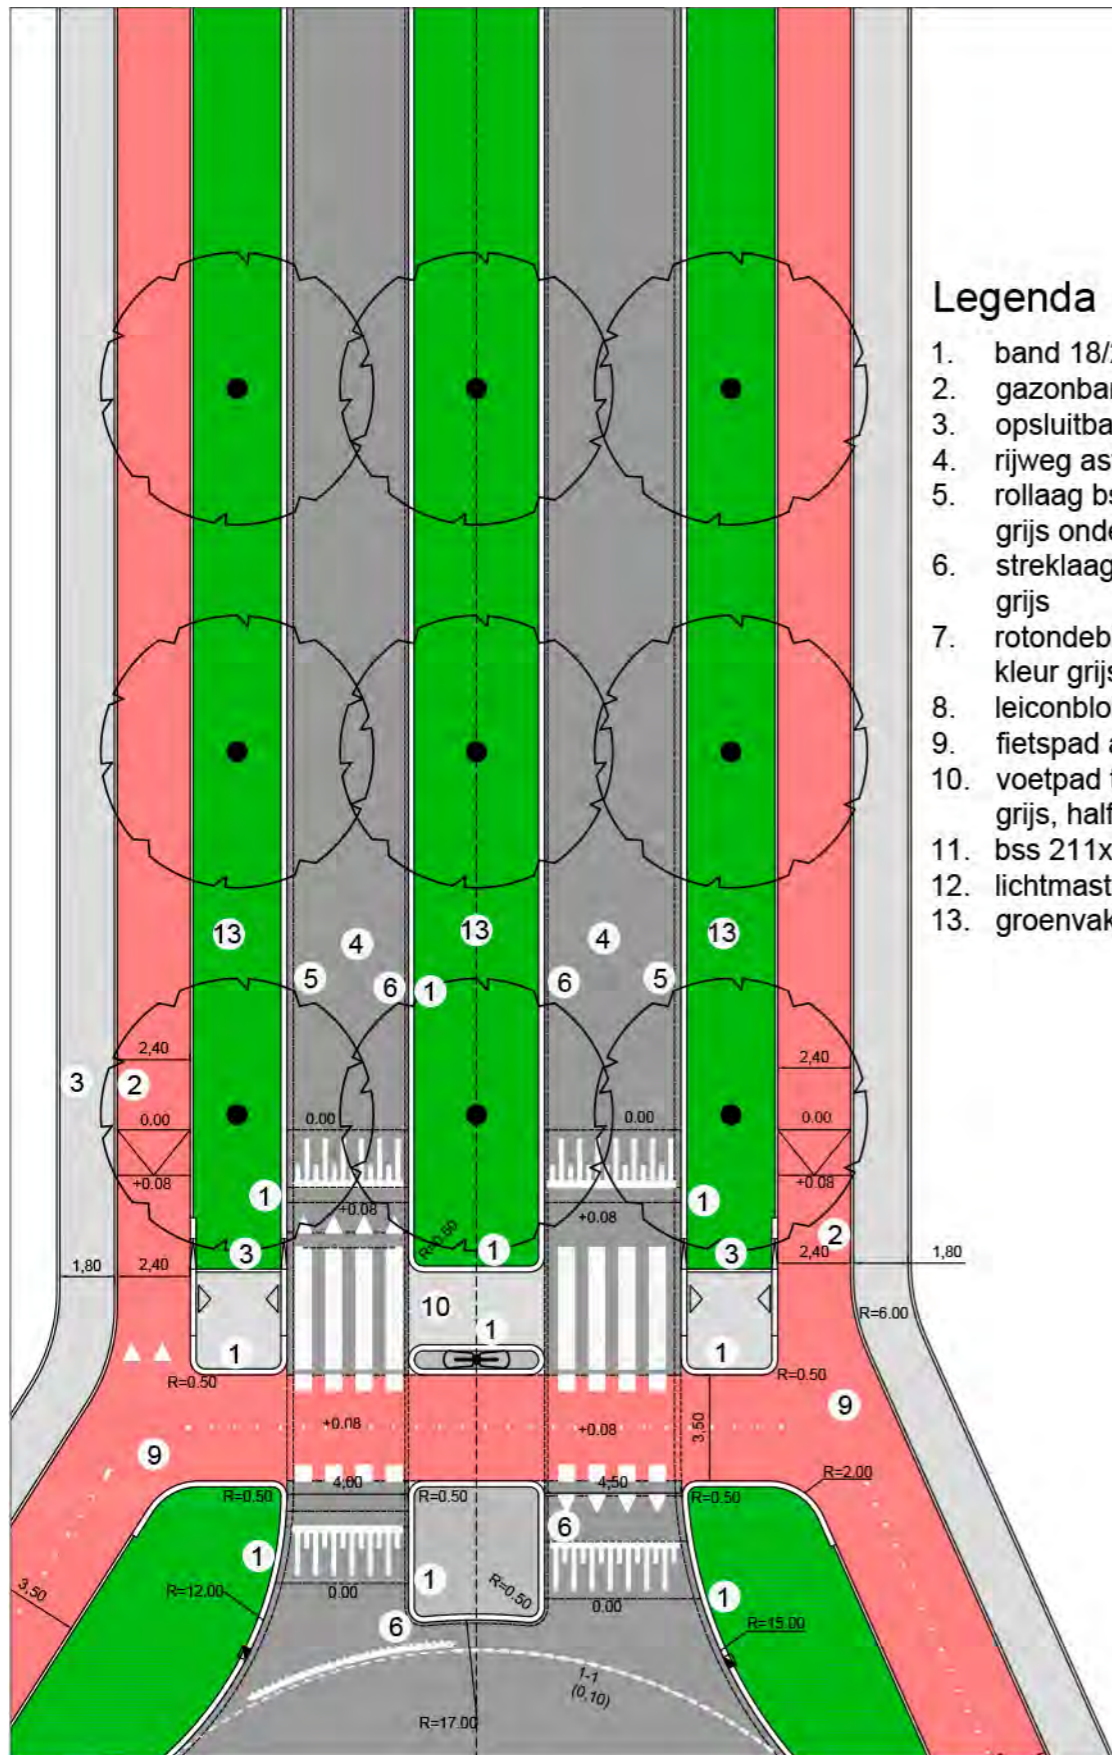 Legenda
1. band 18/
2. gazonbar
3. opsluitba
4. rijweg as
5. rollaag bs
grijs onde
6. streklaag
grijs
7. rotondeb
kleur grijs
8. leiconblo
9. fietspad a
10. voetpad t
grijs, half
11. bss 211x
12. lichtmast
13. groenvak
13
13
13
4
4
5
6
1
6
5
2,40
2,40
3
2
0.00
0.00
0.00
0.00
+0.08
+0.08
+0.08
+0.08
1
1
R=0.50
2
3
1
3
1,80
2,40
2,40
1,80
10
R=6.00
1
1
1
R=0.50
R=0.50
9
+0.08
+0.08
3,50
9
4,00
4,50
R=2.00
R=0.50
R=0.50
R=0.50
6
1
1
1
3,50
R=12.00
0.00
R=0.50
0.00
R=15.00
6
1-1
(0,10)
R=17.00